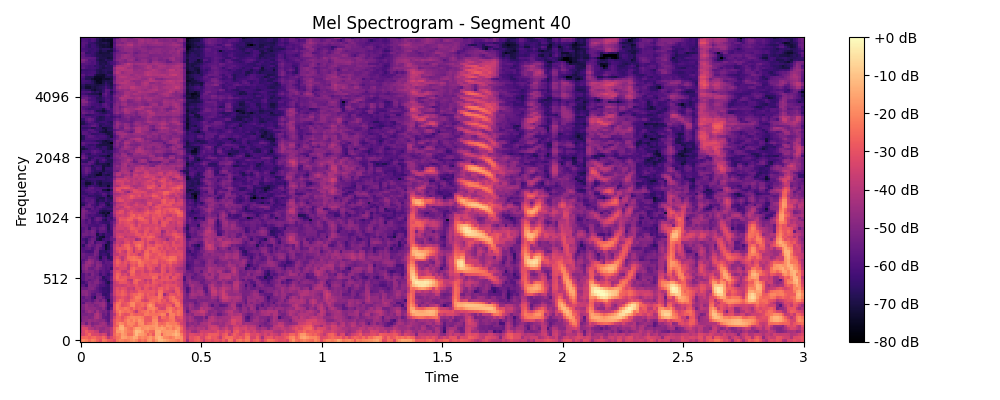 Mel Spectrogram - Segment 40
+0 dB
-10 dB
-20 dB
-30 dB
-40 dB
-50 dB
-60 dB
-70 dB
-80 dB
Frequency
4096
2048
1024
512
0
0 0.5 1 1.5 2 2.5 3
Time